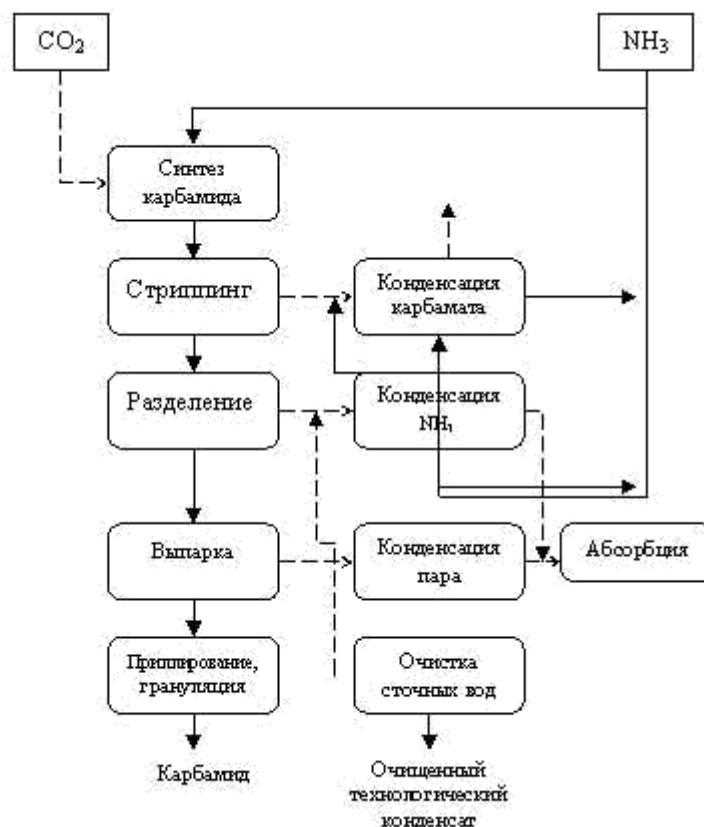 CO2
NH3
Синтез
карбамида
Стриппинг
Конденсация
карбамата
Разделение
Конденсация
NH3
Выпарка
Конденсация
пара
Абсорбция
Приллирование,
грануляция
Очистка
сточных вод
Карбамид
Очищенный
технологический
конденсат